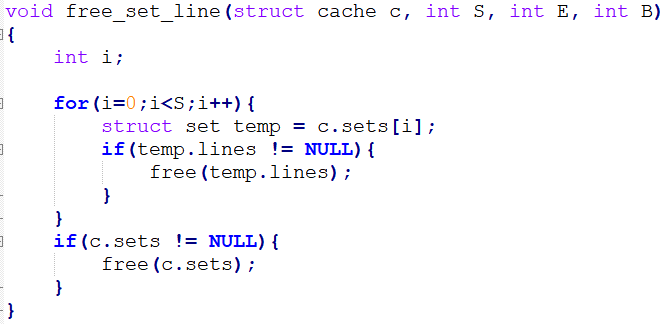 void free_set_line(struct cache c, int S, int E, int B)
{
    int i;

    for(i=0;i<S;i++){
        struct set temp = c.sets[i];
        if(temp.lines != NULL){
            free(temp.lines);
        }
    }
    if(c.sets != NULL){
        free(c.sets);
    }
}